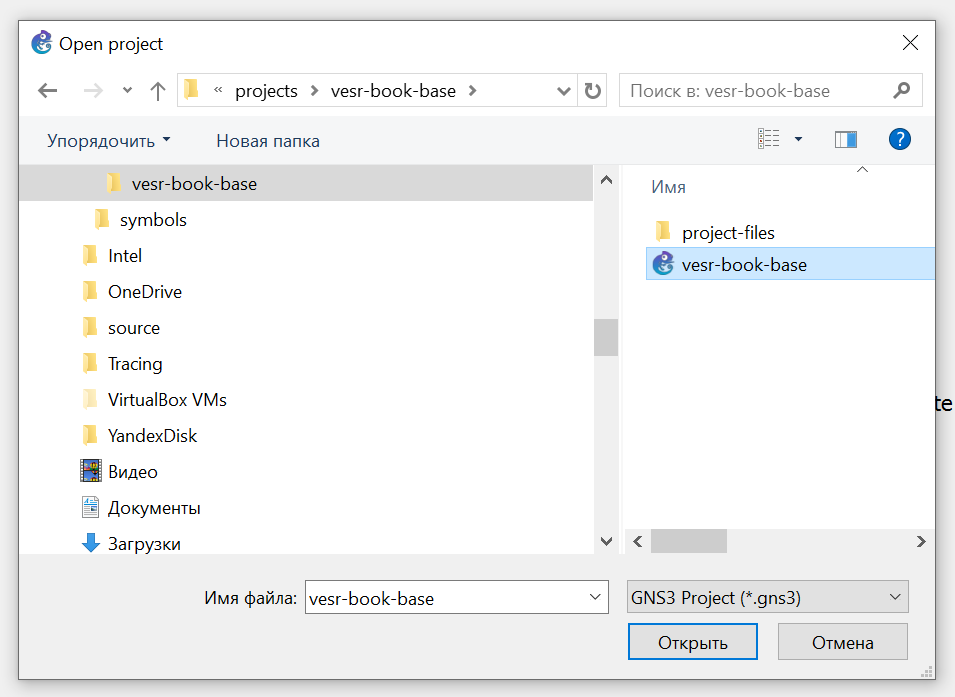 Open project
« projects > vesr-book-base >
Поиск в: vesr-book-base
Упорядочить
Новая папка
?
vesr-book-base
symbols
Intel
OneDrive
source
Tracing
VirtualBox VMs
YandexDisk
Видео
Документы
Загрузки
Имя
project-files
vesr-book-base
te
Имя файла: vesr-book-base
GNS3 Project (*.gns3)
Открыть
Отмена